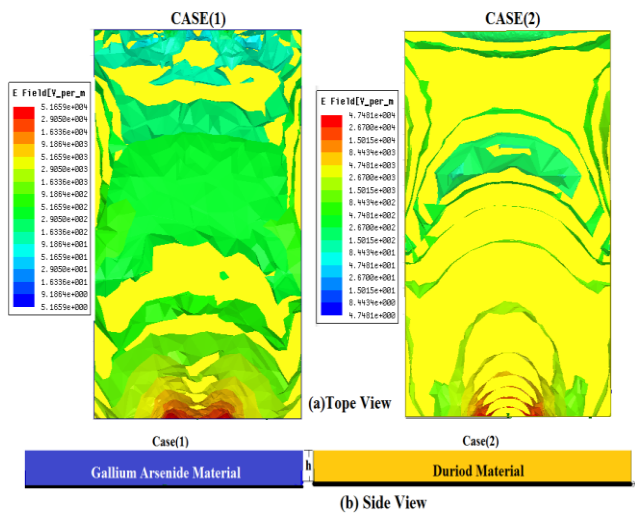 CASE(1)
CASE(2)
E Field[V_per_m
5.1659e+004
2.9050e+004
1.6336e+004
9.1864e+003
5.1659e+003
2.9050e+003
1.6336e+003
9.1864e+002
5.1659e+002
2.9050e+002
1.6336e+002
9.1864e+001
5.1659e+001
2.9050e+001
1.6336e+001
9.1864e+000
5.1659e+000
E Field[V_per_m
4.7481e+004
2.6700e+004
1.5015e+004
8.4434e+003
4.7481e+003
2.6700e+003
1.5015e+003
8.4434e+002
4.7481e+002
2.6700e+002
1.5015e+002
8.4434e+001
4.7481e+001
2.6700e+001
1.5015e+001
8.4434e+000
4.7481e+000
(a)Tope View
Case(1)
Case(2)
Gallium Arsenide Material
h
Duriod Material
(b) Side View